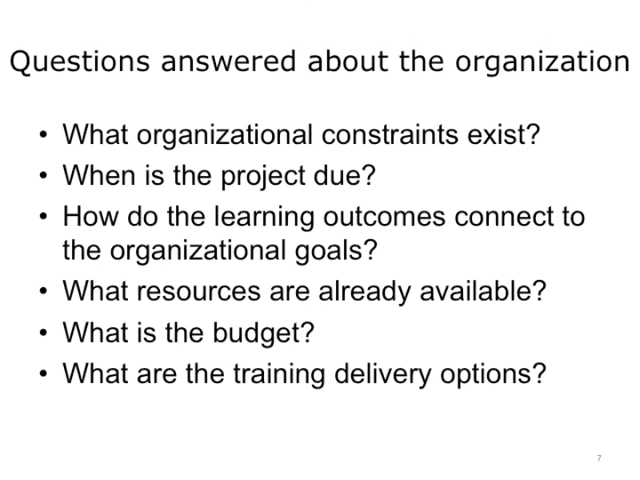 Questions answered about the organization
• What organizational constraints exist?
• When is the project due?
• How do the learning outcomes connect to
the organizational goals?
• What resources are already available?
• What is the budget?
• What are the training delivery options?
7